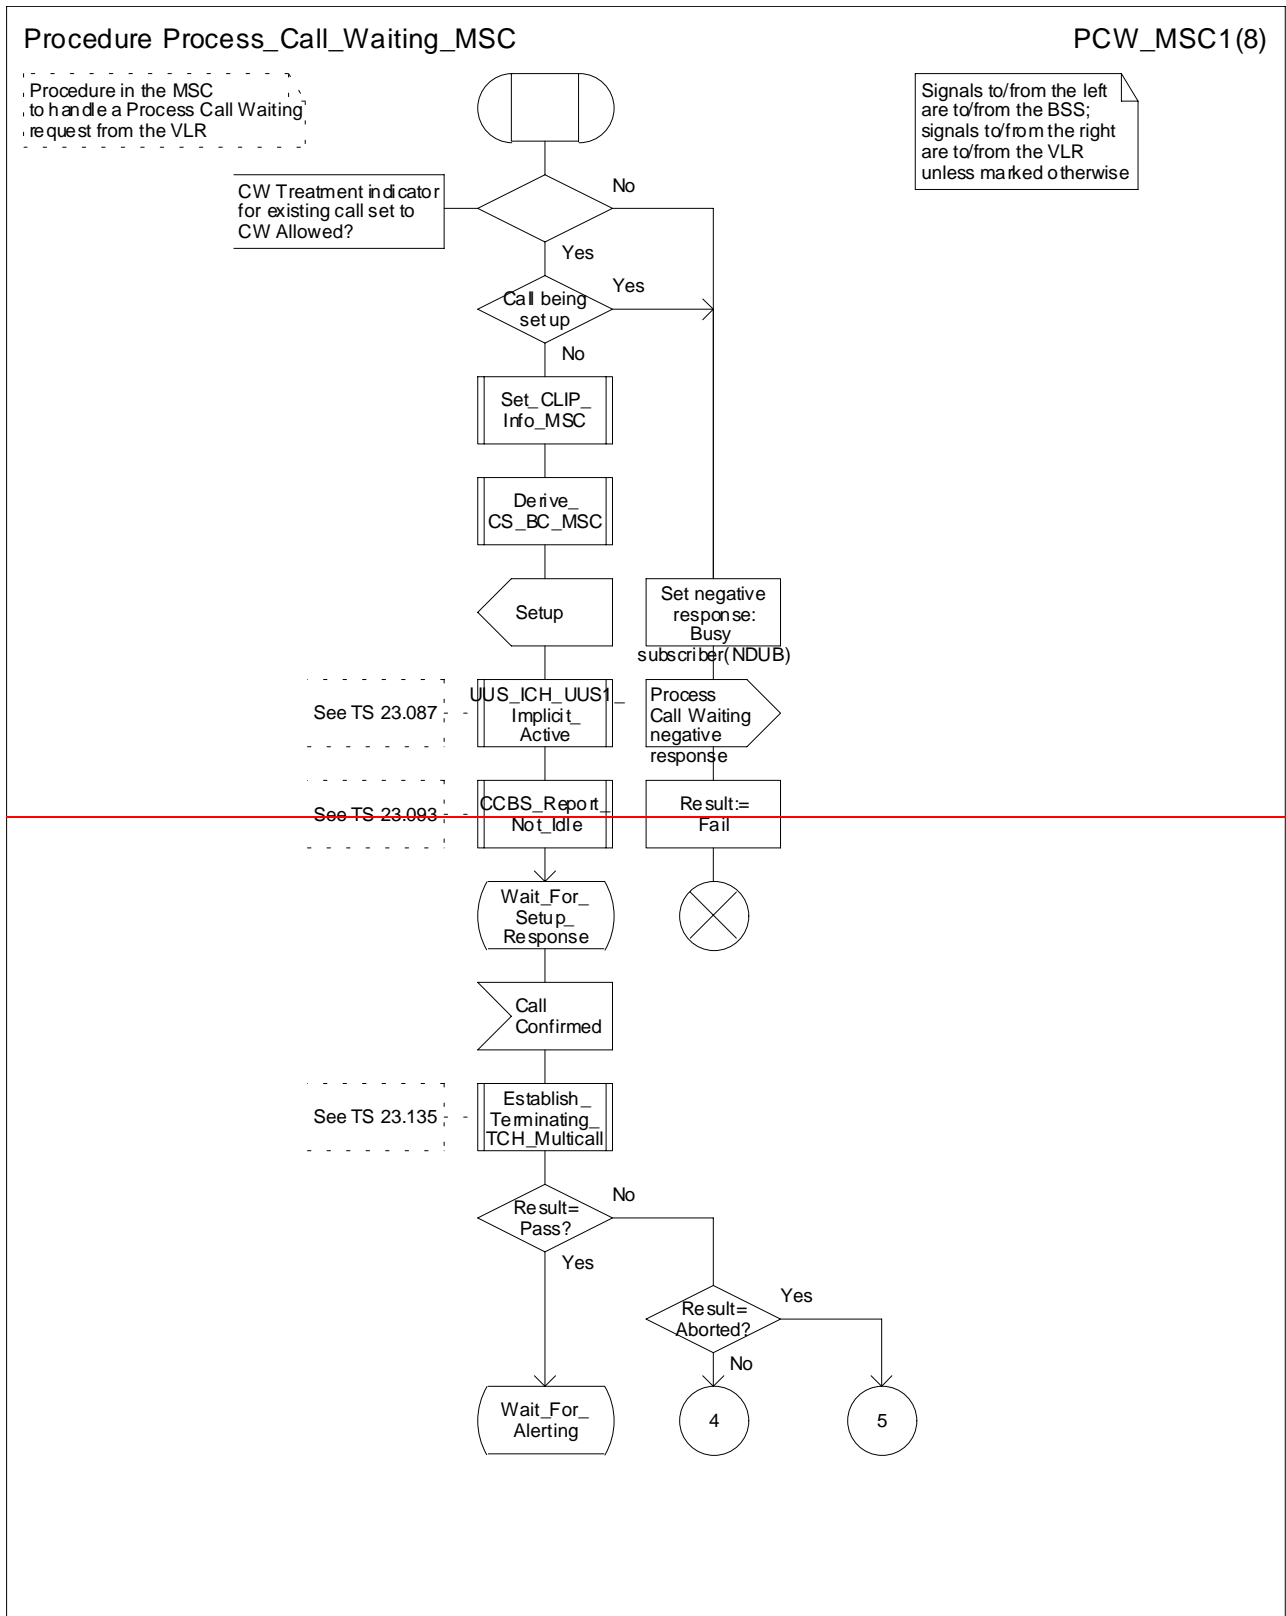 Procedure Process_Call_Waiting_MSC
PCW_MSC1(8)
Procedure in the MSC
to handle a Process Call Waiting
request from the VLR
Signals to/from the left
are to/from the BSS;
signals to/from the right
are to/from the VLR
unless marked otherwise
CW Treatment indicator
for existing call set to
CW Allowed?
No
Yes
Call being
set up
Yes
No
Set_CLIP_
Info_MSC
Derive_
CS_BC_MSC
Setup
Set negative
response:
Busy
subscriber(NDUB)
See TS 23.087
UUS_ICH_UUS1_
Implicit_
Active
Process
Call Waiting
negative
response
See TS 23.093
CCBS_Report_
Not_Idle
Result:=
Fail
Wait_For_
Setup_
Response
Call
Confirmed
See TS 23.135
Establish_
Terminating_
TCH_Multicall
Result=
Pass?
No
Yes
Result=
Aborted?
Yes
No
Wait_For_
Alerting
4
5